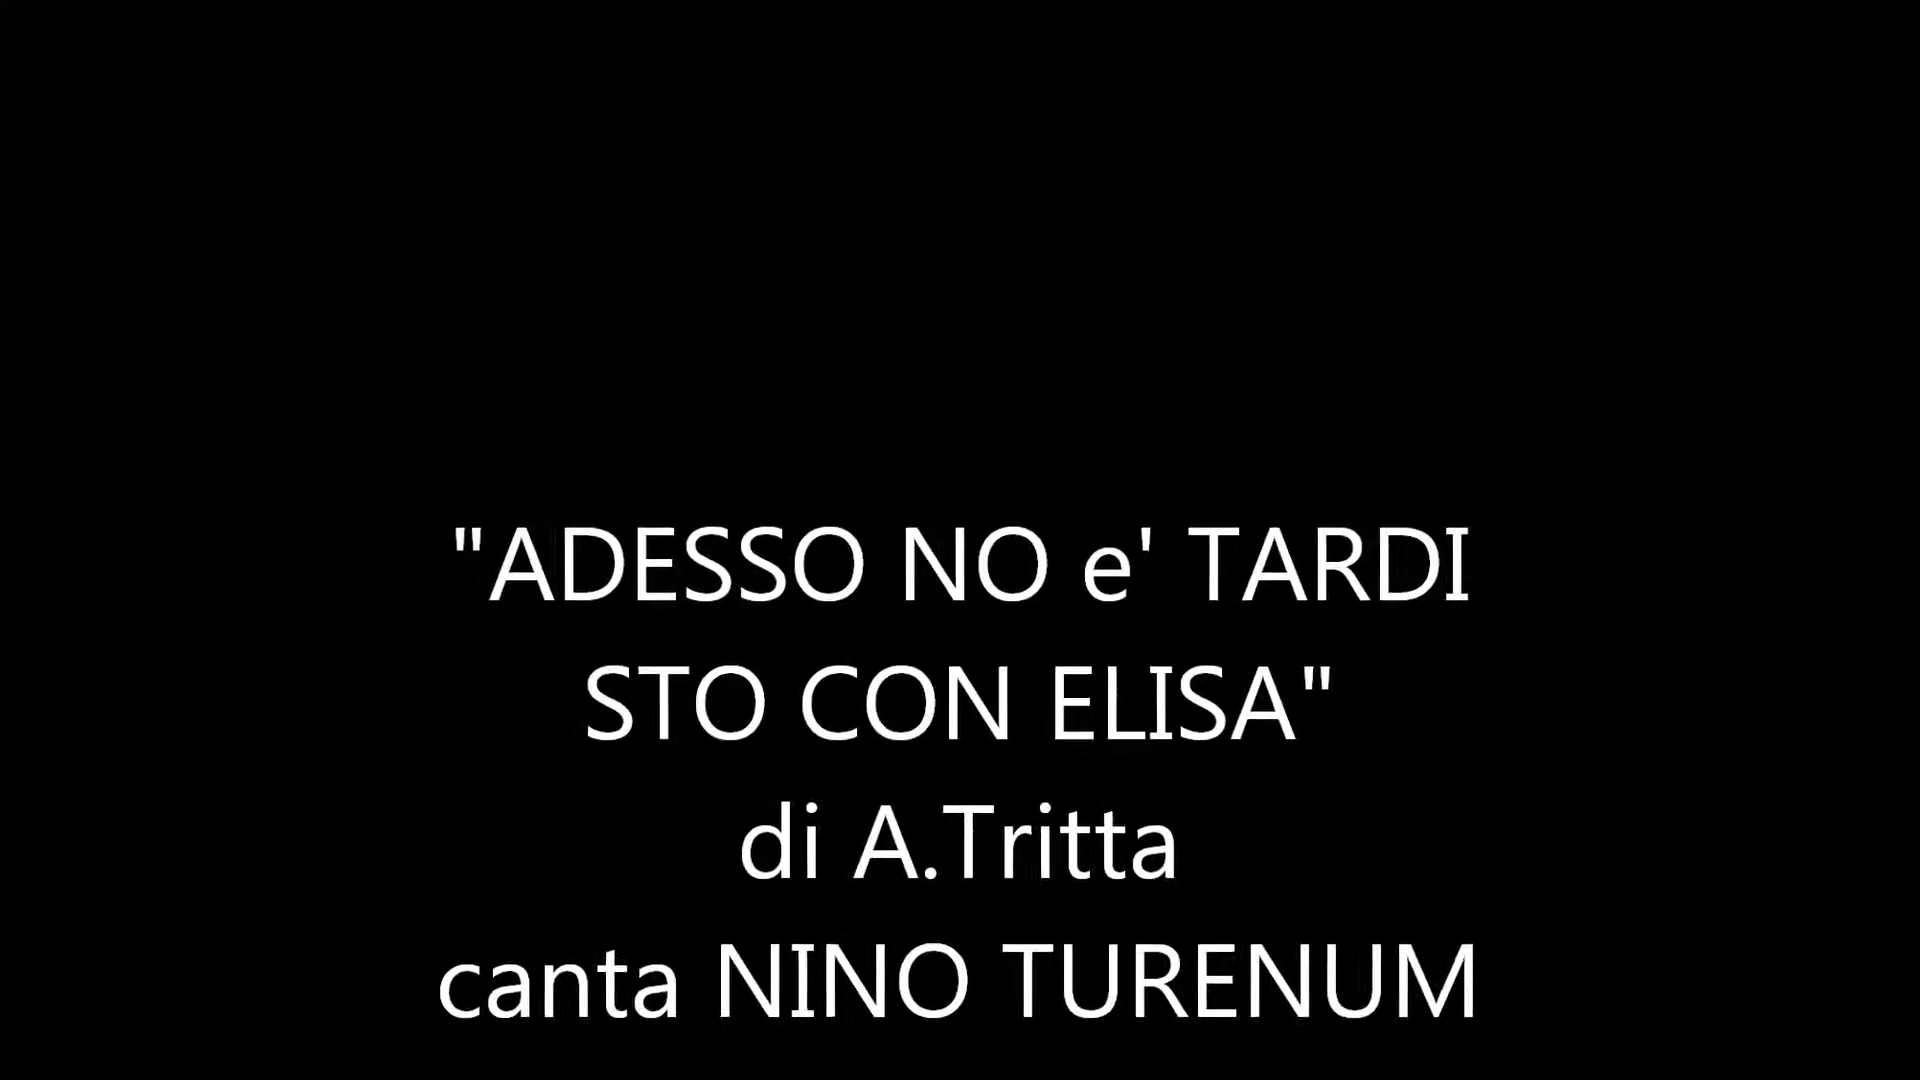 "ADESSO NO e' TARDI
STO CON ELISA"
di A.Tritta
canta NINO TURENUM